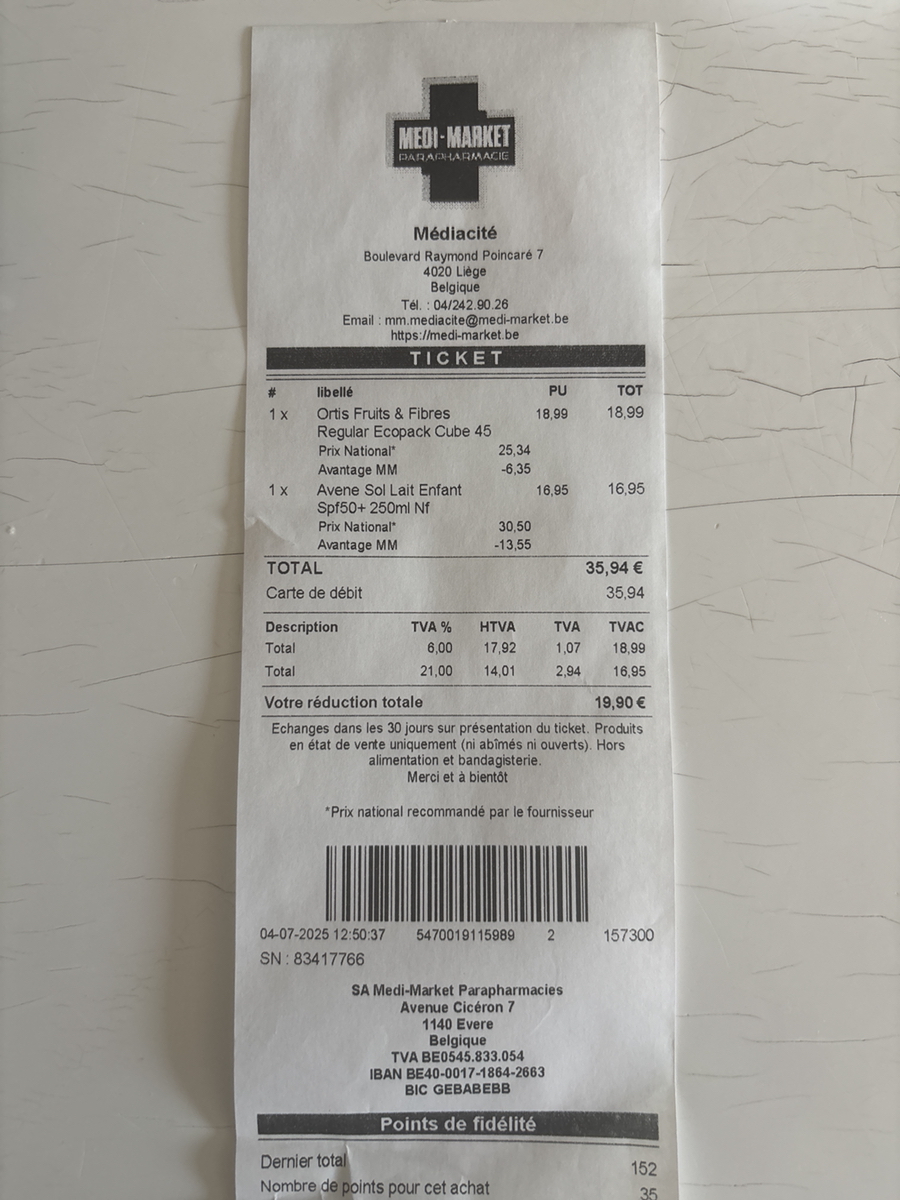 MEDI-MARKET
PARAPHARMACIE
Médiacité
Boulevard Raymond Poincaré 7
4020 Liège
Belgique
Tél. : 04/242.90.26
Email : mm.mediacite@medi-market.be
https://medi-market.be
TICKET
# libellé PU TOT
1 x Ortis Fruits & Fibres 18,99 18,99
Regular Ecopack Cube 45
Prix National* 25,34
Avantage MM -6,35
1 x Avene Sol Lait Enfant 16,95 16,95
Spf50+ 250ml Nf
Prix National* 30,50
Avantage MM -13,55
TOTAL 35,94 €
Carte de débit 35,94
Description TVA % HTVA TVA TVAC
Total 6,00 17,92 1,07 18,99
Total 21,00 14,01 2,94 16,95
Votre réduction totale 19,90 €
Echanges dans les 30 jours sur présentation du ticket. Produits
en état de vente uniquement (ni abîmés ni ouverts). Hors
alimentation et bandagisterie.
Merci et à bientôt
*Prix national recommandé par le fournisseur
04-07-2025 12:50:37 5470019115989 2 157300
SN : 83417766
SA Medi-Market Parapharmacies
Avenue Cicéron 7
1140 Evere
Belgique
TVA BE0545.833.054
IBAN BE40-0017-1864-2663
BIC GEBABEBB
Points de fidélité
Dernier total 152
Nombre de points pour cet achat 35